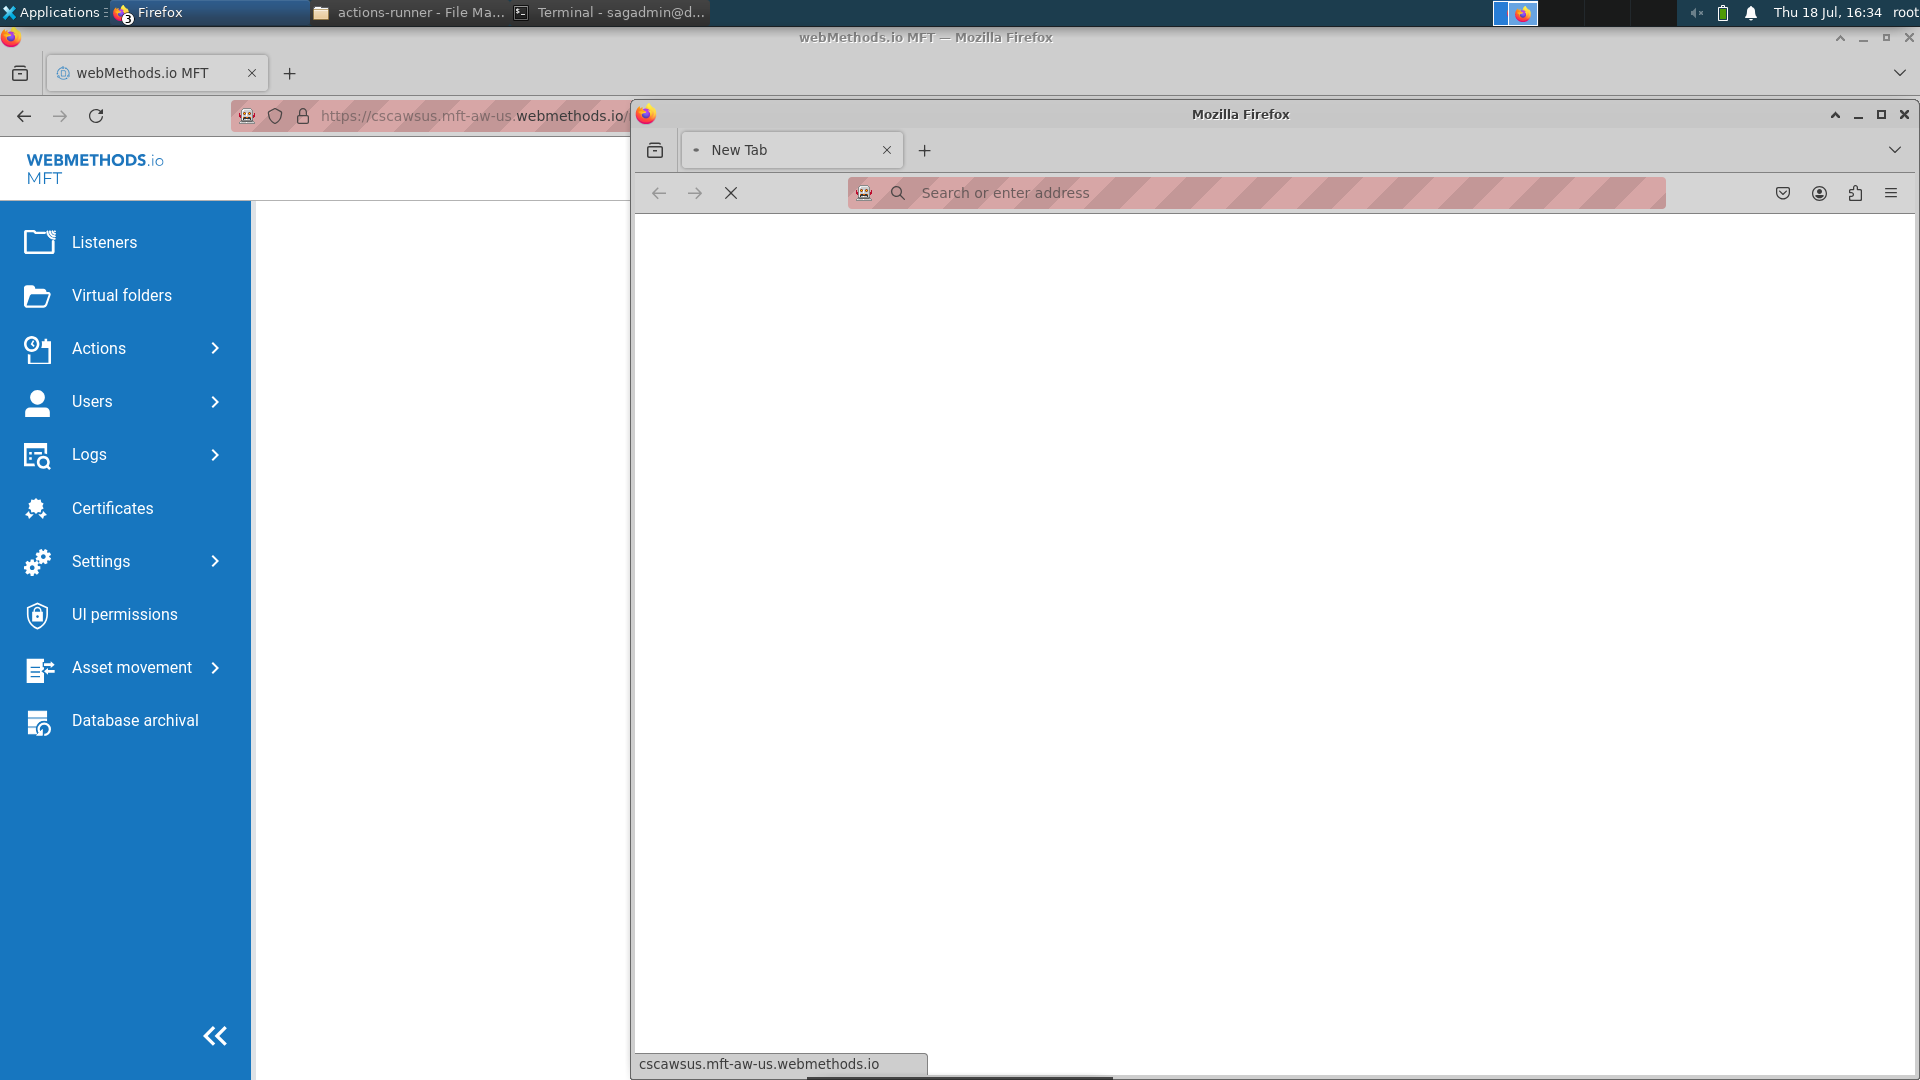 Applications
3
Firefox
actions-runner - File Ma...
Terminal - sagadmin@d...
Thu 18 Jul, 16:34
root
webMethods.io MFT — Mozilla Firefox
webMethods.io MFT
https://cscawsus.mft-aw-us.webmethods.io/
WEBMETHODS.io
MFT
Listeners
Virtual folders
Actions
Users
Logs
Certificates
Settings
UI permissions
Asset movement
Database archival
Mozilla Firefox
New Tab
Search or enter address
cscawsus.mft-aw-us.webmethods.io